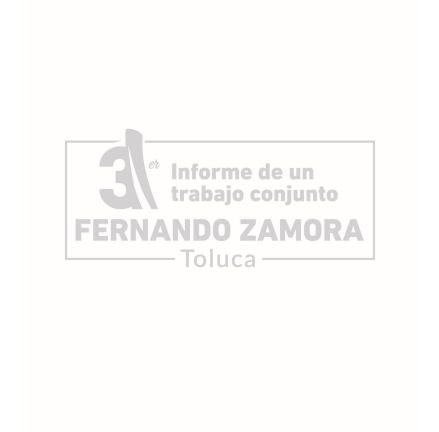 3er
Informe de un
trabajo conjunto
FERNANDO ZAMORA
Toluca